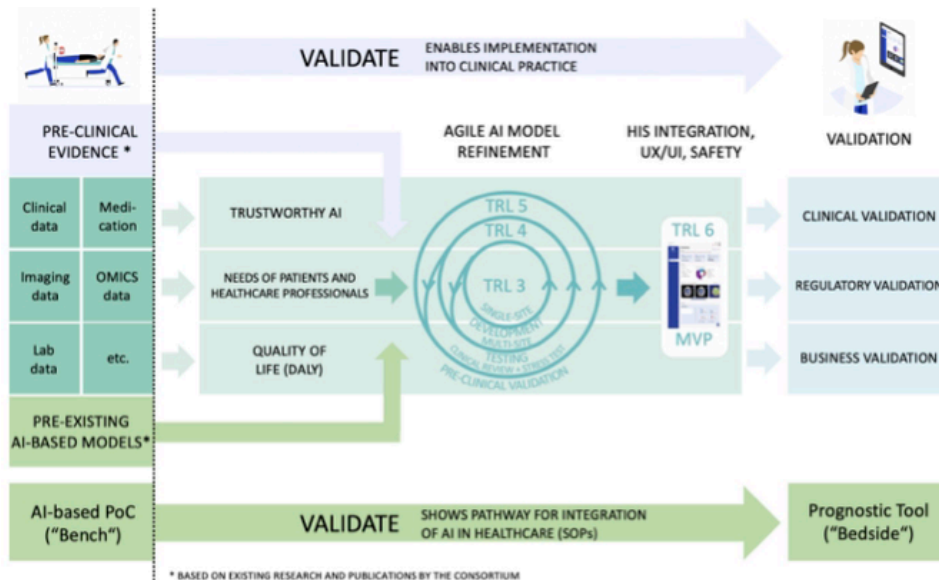 VALIDATE
ENABLES IMPLEMENTATION
INTO CLINICAL PRACTICE
PRE-CLINICAL
EVIDENCE *
AGILE AI MODEL
REFINEMENT
HIS INTEGRATION,
UX/UI, SAFETY
VALIDATION
Clinical
data
Medi-
cation
Imaging
data
OMICS
data
Lab
data
etc.
TRUSTWORTHY AI
NEEDS OF PATIENTS AND
HEALTHCARE PROFESSIONALS
QUALITY OF
LIFE (DALY)
TRL 5
TRL 4
TRL 3
SINGLE-SITE
DEVELOPMENT
MULTI-SITE
TESTING
CLINICAL REVIEW + STRESS TEST
PRE-CLINICAL VALIDATION
TRL 6
MVP
CLINICAL VALIDATION
REGULATORY VALIDATION
BUSINESS VALIDATION
PRE-EXISTING
AI-BASED MODELS*
AI-based PoC
("Bench“)
VALIDATE
SHOWS PATHWAY FOR INTEGRATION
OF AI IN HEALTHCARE (SOPs)
Prognostic Tool
("Bedside“)
* BASED ON EXISTING RESEARCH AND PUBLICATIONS BY THE CONSORTIUM